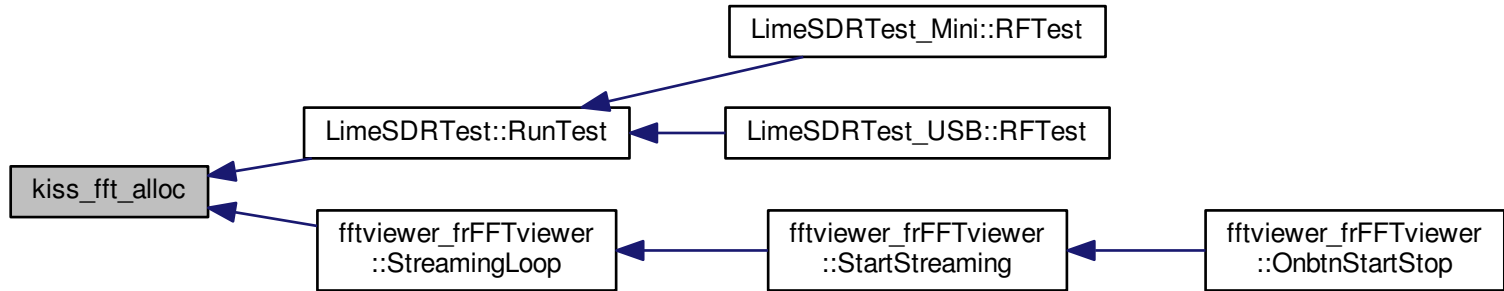 LimeSDRTest_Mini::RFTest
LimeSDRTest::RunTest
LimeSDRTest_USB::RFTest
kiss_fft_alloc
fftviewer_frFFTviewer
::StreamingLoop
fftviewer_frFFTviewer
::StartStreaming
fftviewer_frFFTviewer
::OnbtnStartStop